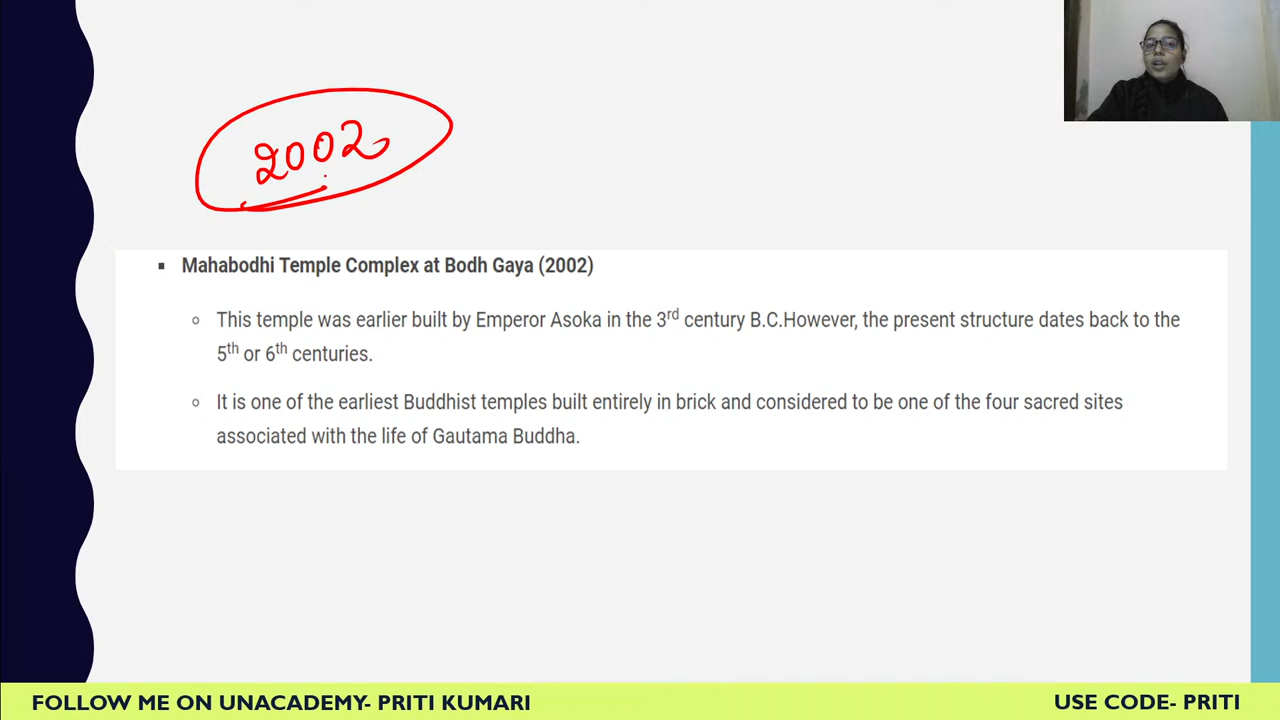 2002
▪ Mahabodhi Temple Complex at Bodh Gaya (2002)
○ This temple was earlier built by Emperor Asoka in the 3rd century B.C.However, the present structure dates back to the
5th or 6th centuries.
○ It is one of the earliest Buddhist temples built entirely in brick and considered to be one of the four sacred sites
associated with the life of Gautama Buddha.
FOLLOW ME ON UNACADEMY- PRITI KUMARI USE CODE- PRITI